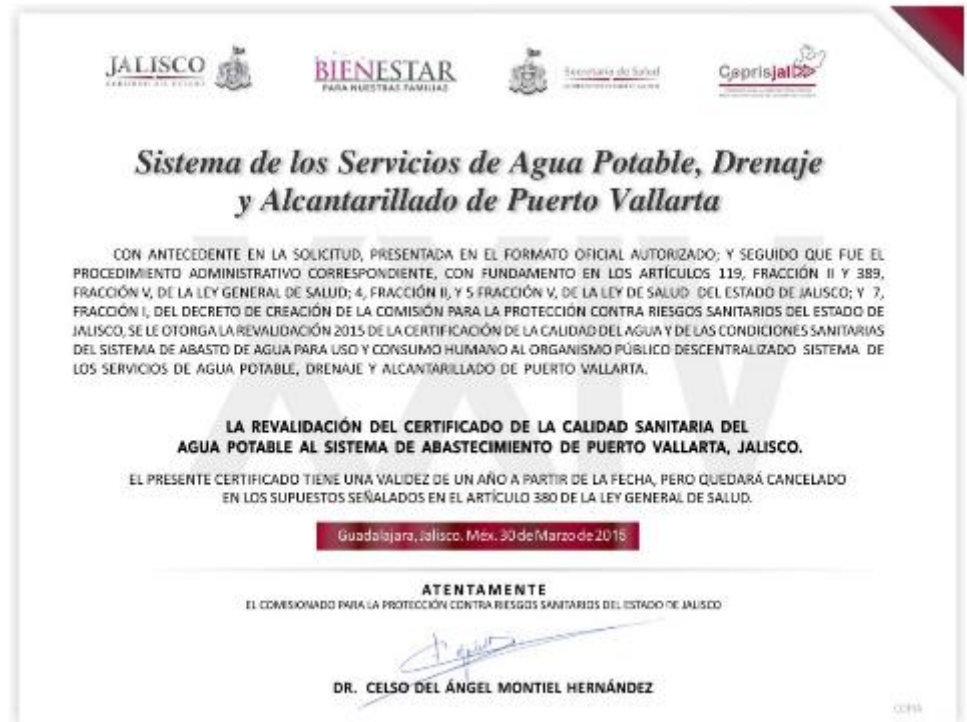 JALISCO
GOBIERNO DEL ESTADO
BIENESTAR
PARA NUESTRAS FAMILIAS
Secretaría de Salud
Coprisjal
Sistema de los Servicios de Agua Potable, Drenaje
y Alcantarillado de Puerto Vallarta
XXIV
CON ANTECEDENTE EN LA SOLICITUD, PRESENTADA EN EL FORMATO OFICIAL AUTORIZADO; Y SEGUIDO QUE FUE EL
PROCEDIMIENTO ADMINISTRATIVO CORRESPONDIENTE, CON FUNDAMENTO EN LOS ARTÍCULOS 119, FRACCIÓN II Y 389,
FRACCIÓN V, DE LA LEY GENERAL DE SALUD; 4, FRACCIÓN II, Y 5 FRACCIÓN V, DE LA LEY DE SALUD DEL ESTADO DE JALISCO; Y 7,
FRACCIÓN I, DEL DECRETO DE CREACIÓN DE LA COMISIÓN PARA LA PROTECCIÓN CONTRA RIESGOS SANITARIOS DEL ESTADO DE
JALISCO, SE LE OTORGA LA REVALIDACIÓN 2015 DE LA CERTIFICACIÓN DE LA CALIDAD DEL AGUA Y DE LAS CONDICIONES SANITARIAS
DEL SISTEMA DE ABASTO DE AGUA PARA USO Y CONSUMO HUMANO AL ORGANISMO PÚBLICO DESCENTRALIZADO SISTEMA DE
LOS SERVICIOS DE AGUA POTABLE, DRENAJE Y ALCANTARILLADO DE PUERTO VALLARTA.
LA REVALIDACIÓN DEL CERTIFICADO DE LA CALIDAD SANITARIA DEL
AGUA POTABLE AL SISTEMA DE ABASTECIMIENTO DE PUERTO VALLARTA, JALISCO.
EL PRESENTE CERTIFICADO TIENE UNA VALIDEZ DE UN AÑO A PARTIR DE LA FECHA, PERO QUEDARÁ CANCELADO
EN LOS SUPUESTOS SEÑALADOS EN EL ARTÍCULO 380 DE LA LEY GENERAL DE SALUD.
Guadalajara, Jalisco. Méx. 30 de Marzo de 2015
ATENTAMENTE
EL COMISIONADO PARA LA PROTECCIÓN CONTRA RIESGOS SANITARIOS DEL ESTADO DE JALISCO
DR. CELSO DEL ÁNGEL MONTIEL HERNÁNDEZ
COPIA